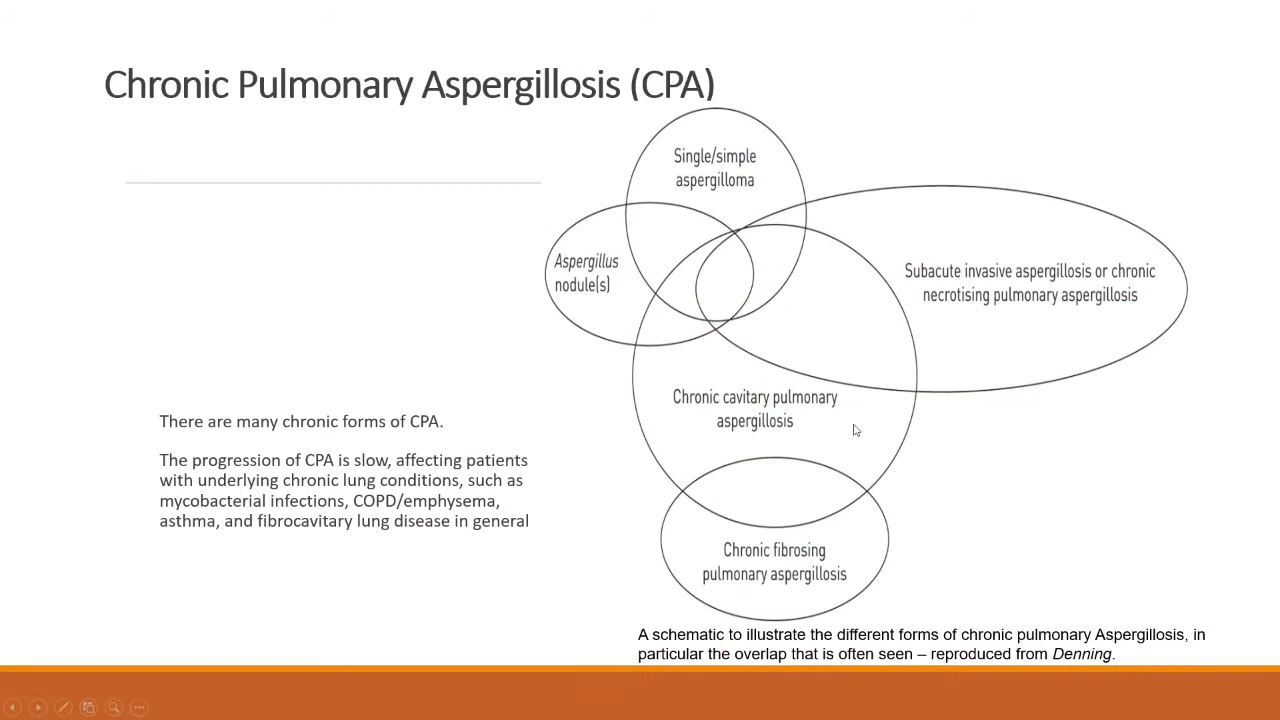 Chronic Pulmonary Aspergillosis (CPA)
Single/simple
aspergilloma
Aspergillus
nodule(s)
Subacute invasive aspergillosis or chronic
necrotising pulmonary aspergillosis
Chronic cavitary pulmonary
aspergillosis
Chronic fibrosing
pulmonary aspergillosis
There are many chronic forms of CPA.
The progression of CPA is slow, affecting patients
with underlying chronic lung conditions, such as
mycobacterial infections, COPD/emphysema,
asthma, and fibrocavitary lung disease in general
A schematic to illustrate the different forms of chronic pulmonary Aspergillosis, in
particular the overlap that is often seen – reproduced from Denning.